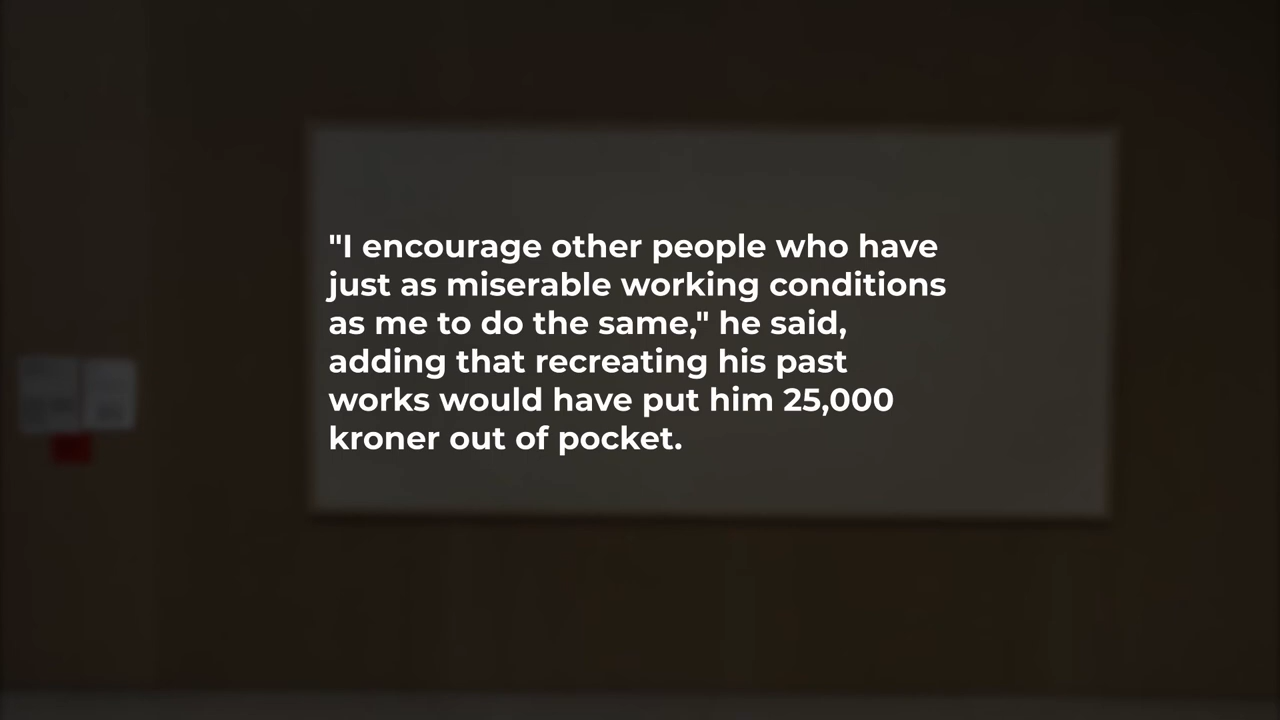 "I encourage other people who have
just as miserable working conditions
as me to do the same," he said,
adding that recreating his past
works would have put him 25,000
kroner out of pocket.